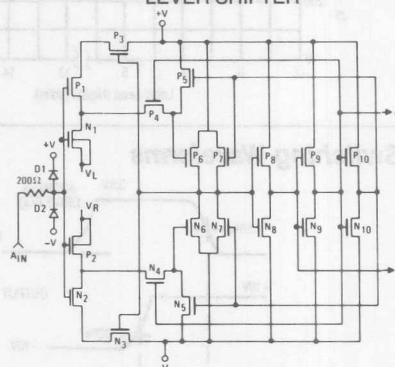 LEVEL SHIFTER
+V
P3
P1
P5
P4
N1
+V
D1
200Ω
VL
P6
P7
P8
P9
P10
VR
D2
-V
N6
N7
N8
N9
N10
AIN
P2
N4
N2
N5
N3